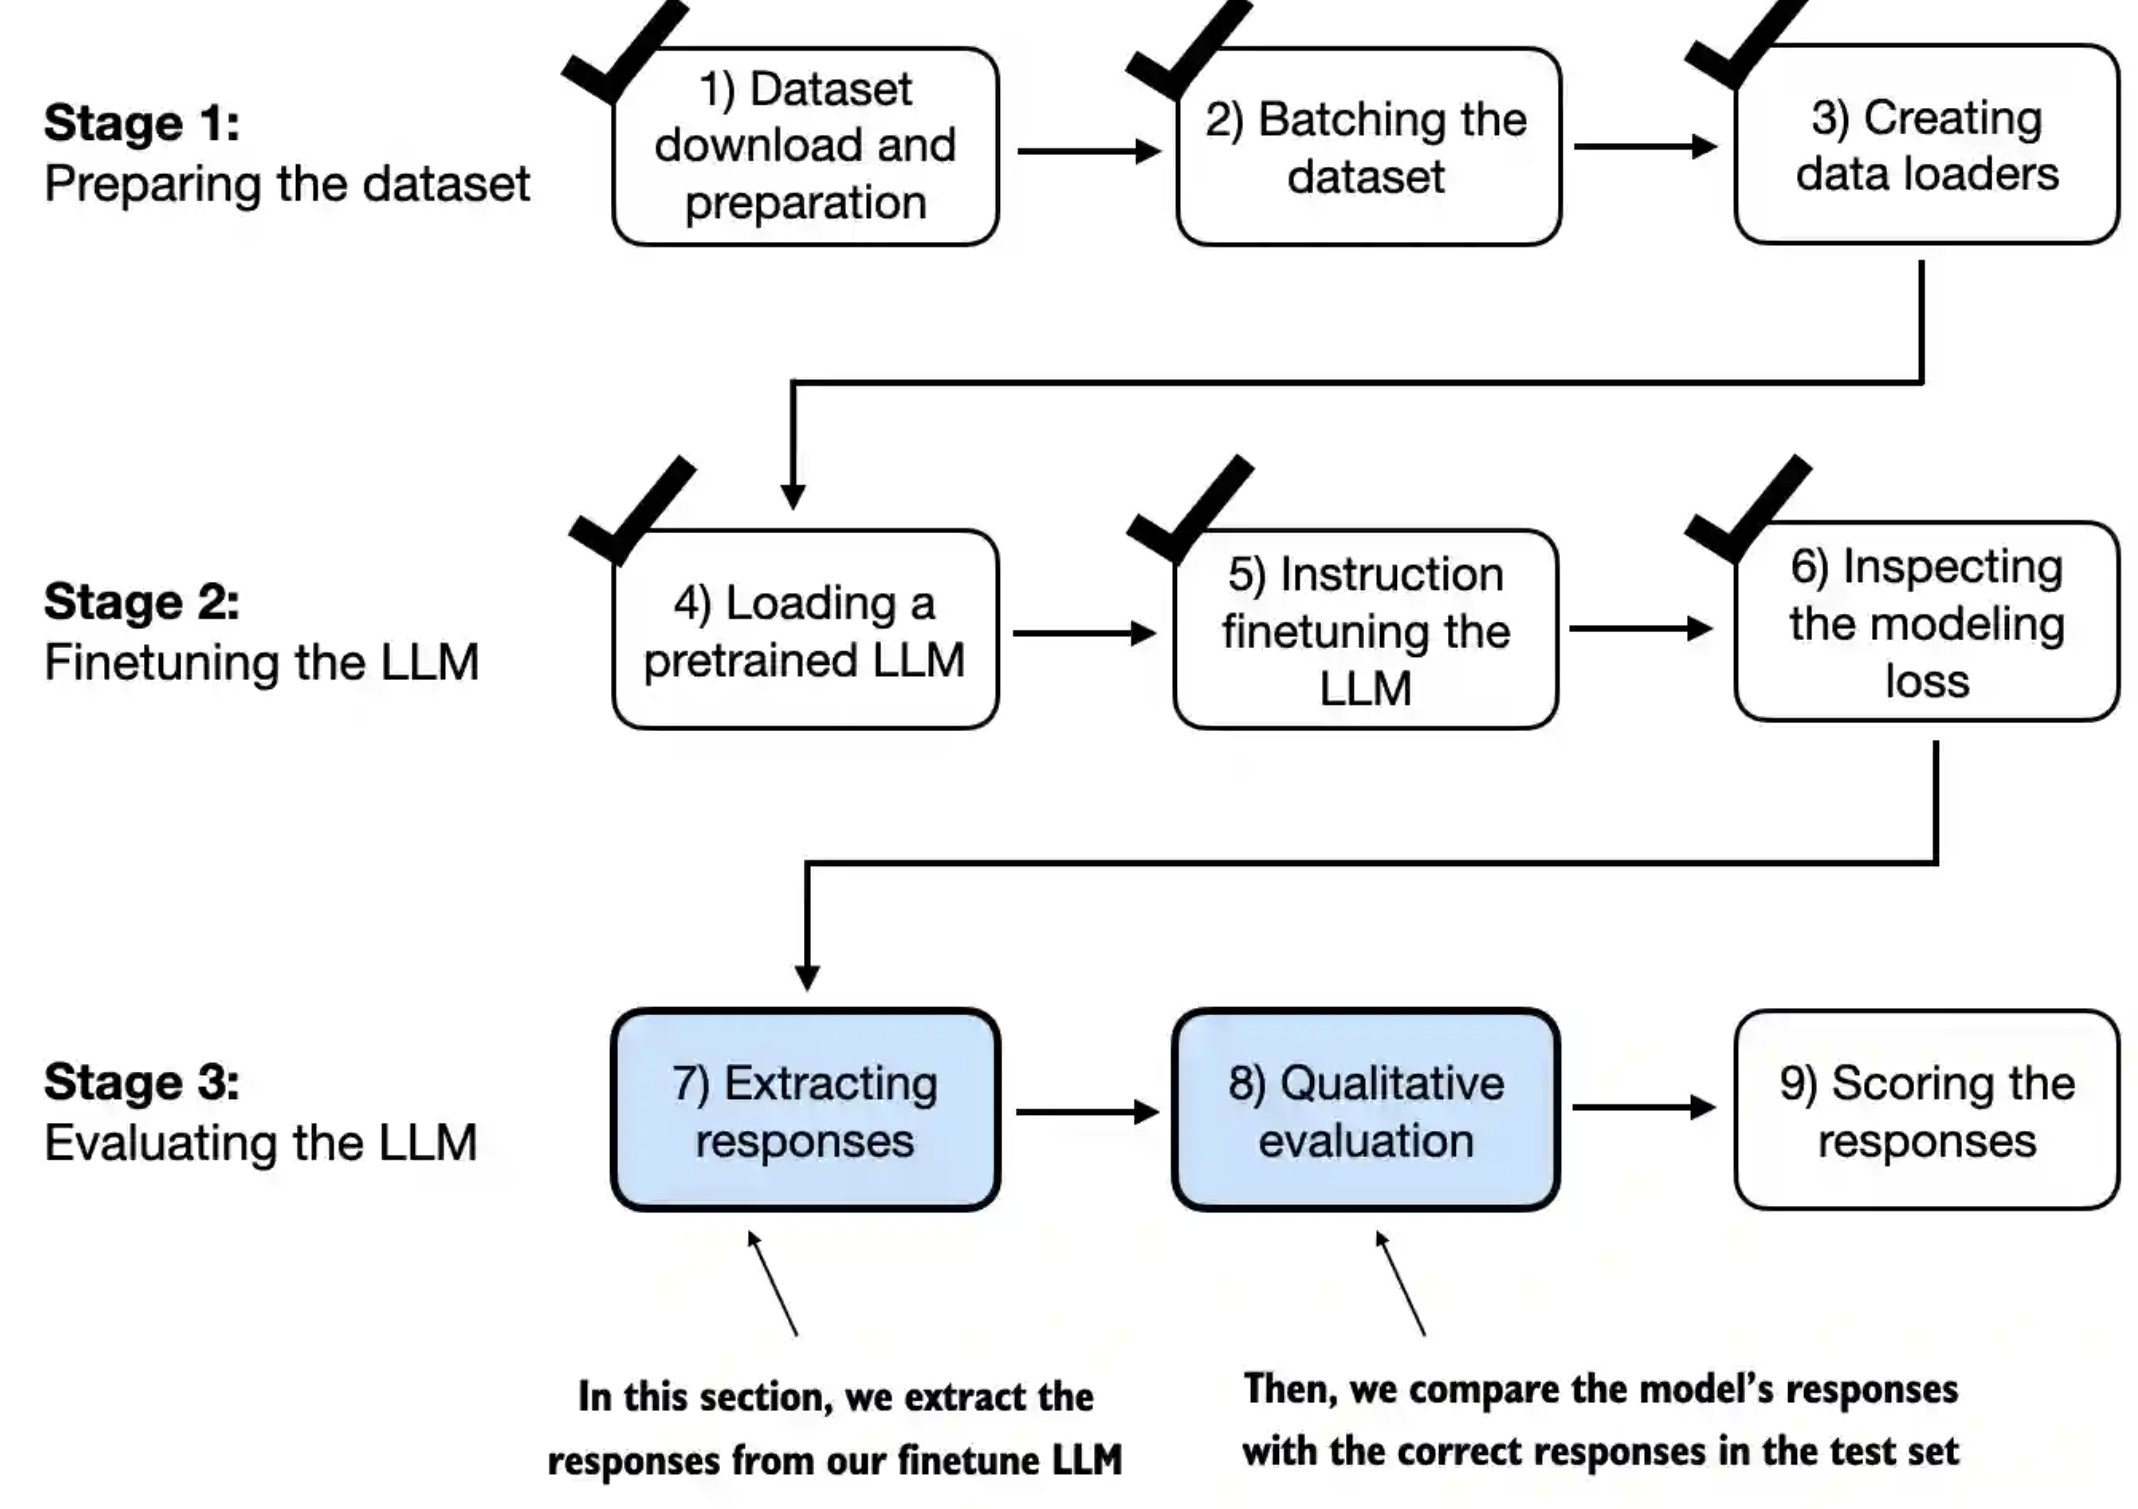 Stage 1:
Preparing the dataset
1) Dataset
download and
preparation
2) Batching the
dataset
3) Creating
data loaders
Stage 2:
Finetuning the LLM
4) Loading a
pretrained LLM
5) Instruction
finetuning the
LLM
6) Inspecting
the modeling
loss
Stage 3:
Evaluating the LLM
7) Extracting
responses
8) Qualitative
evaluation
9) Scoring the
responses
In this section, we extract the
responses from our finetune LLM
Then, we compare the model’s responses
with the correct responses in the test set